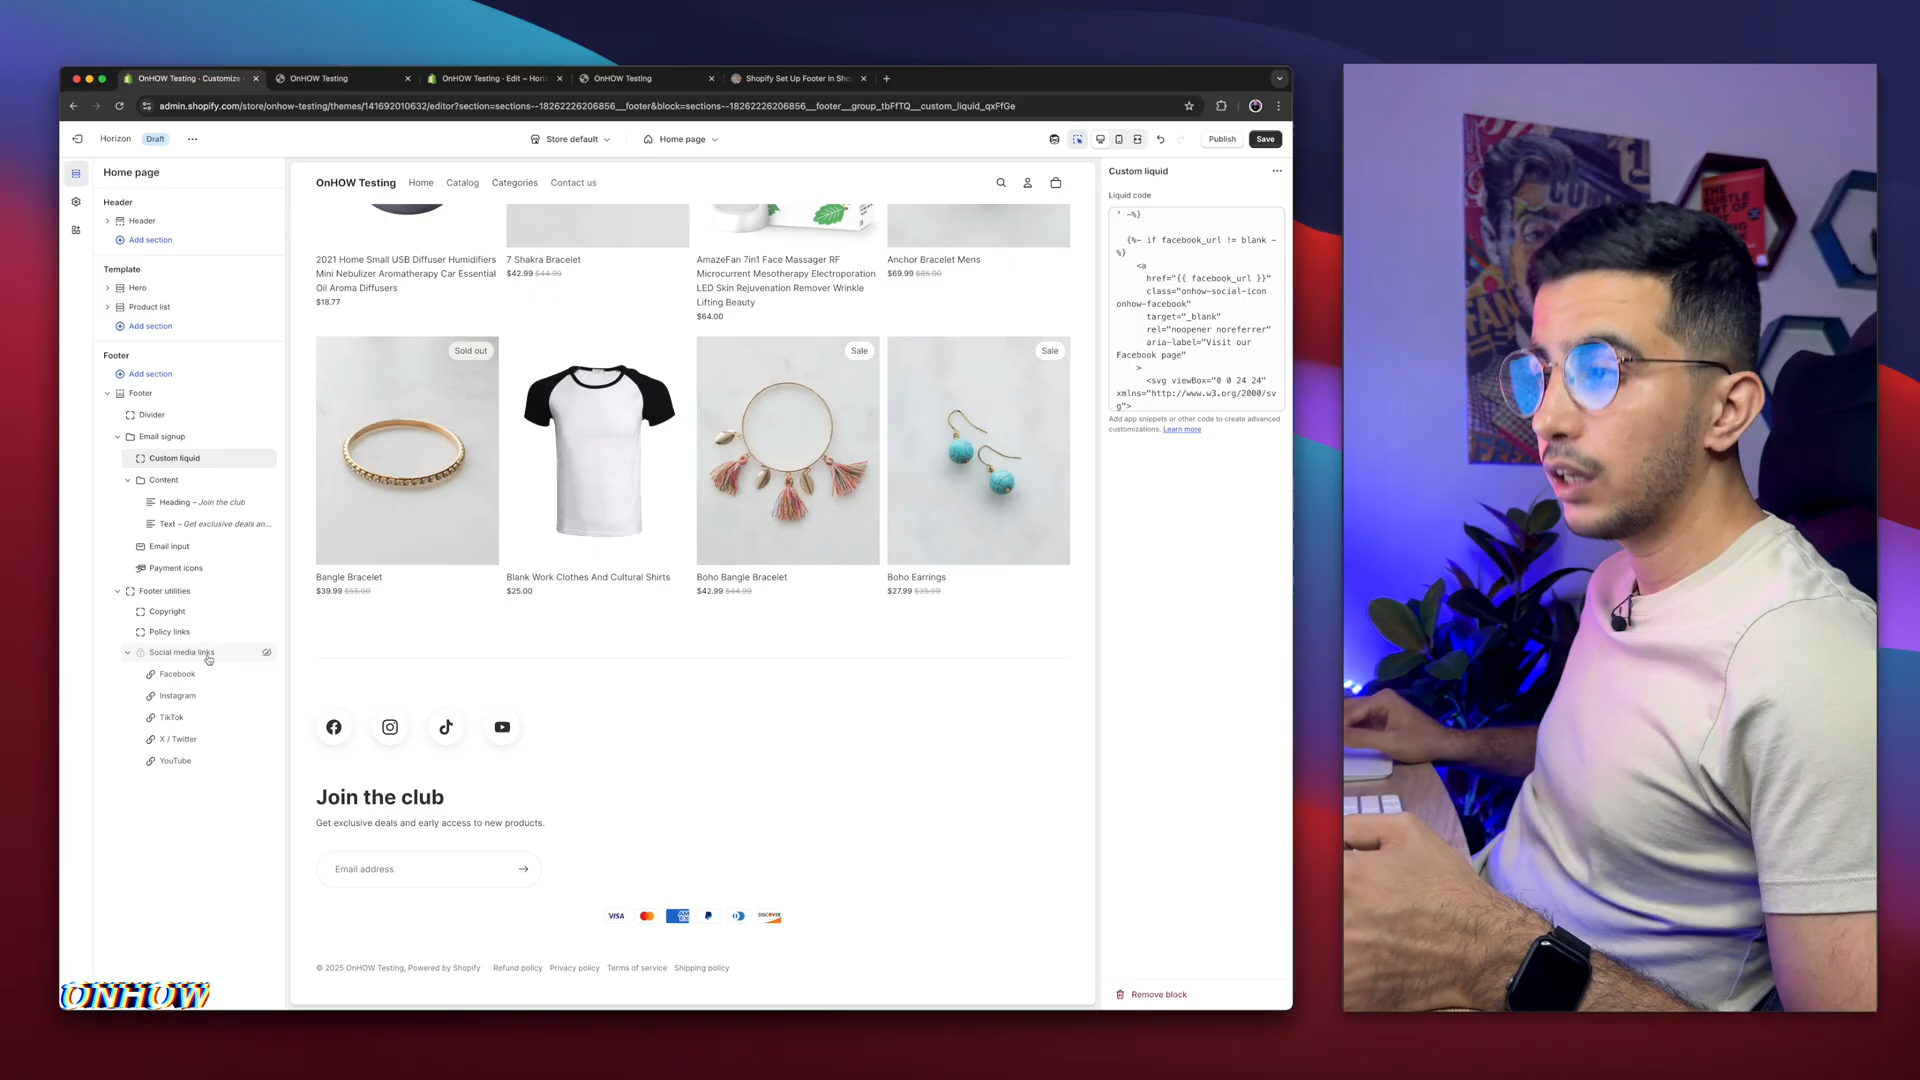 OnHOW Testing · Customize
OnHOW Testing
OnHOW Testing · Edit ~ Hori
OnHOW Testing
Shopify Set Up Footer in Sho
admin.shopify.com/store/onhow-testing/themes/141692010632/editor?section=sections--18262226206856__footer&block=sections--18262226206856__footer__group_tbFfTQ__custom_liquid_qxFfGe
Horizon
Draft
Store default
Home page
Publish
Save
Home page
Header
Header
Add section
Template
Hero
Product list
Add section
Footer
Add section
Footer
Divider
Email signup
Custom liquid
Content
Heading – Join the club
Text – Get exclusive deals an...
Email input
Payment icons
Footer utilities
Copyright
Policy links
Social media links
Facebook
Instagram
TikTok
X / Twitter
YouTube
OnHOW Testing
Home
Catalog
Categories
Contact us
2021 Home Small USB Diffuser Humidifiers
Mini Nebulizer Aromatherapy Car Essential
Oil Aroma Diffusers
$18.77
7 Shakra Bracelet
$42.99 $44.99
AmazeFan 7in1 Face Massager RF
Microcurrent Mesotherapy Electroporation
LED Skin Rejuvenation Remover Wrinkle
Lifting Beauty
$64.00
Anchor Bracelet Mens
$69.99 $85.00
Sold out
Sale
Sale
Bangle Bracelet
$39.99 $55.00
Blank Work Clothes And Cultural Shirts
$25.00
Boho Bangle Bracelet
$42.99 $44.99
Boho Earrings
$27.99 $35.99
Join the club
Get exclusive deals and early access to new products.
Email address
VISA
AM
EX
DISCOVER
© 2025 OnHOW Testing, Powered by Shopify
Refund policy
Privacy policy
Terms of service
Shipping policy
Custom liquid
Liquid code
' -%}
{%- if facebook_url != blank -
%}
<a
href="{{ facebook_url }}"
class="onhow-social-icon
onhow-facebook"
target="_blank"
rel="noopener noreferrer"
aria-label="Visit our
Facebook page"
>
<svg viewBox="0 0 24 24"
xmlns="http://www.w3.org/2000/sv
g">
Add app snippets or other code to create advanced
customizations. Learn more
Remove block
ONHOW
THE
SUBTLE
ART OF